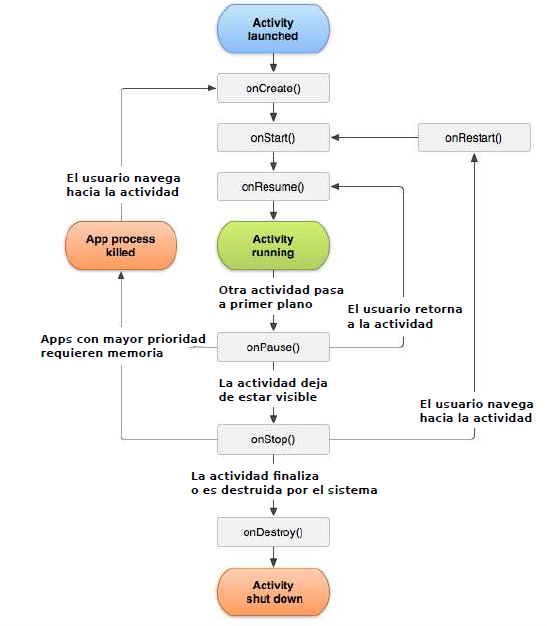 Activity
launched
onCreate()
onStart()
onRestart()
El usuario navega
hacia la actividad
onResume()
App process
killed
Activity
running
Otra actividad pasa
a primer plano
El usuario retorna
a la actividad
Apps con mayor prioridad
requieren memoria
onPause()
La actividad deja
de estar visible
El usuario navega
hacia la actividad
onStop()
La actividad finaliza
o es destruida por el sistema
onDestroy()
Activity
shut down